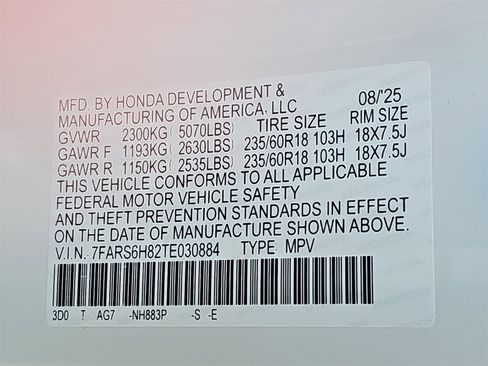 MFD. BY HONDA DEVELOPMENT &
MANUFACTURING OF AMERICA, LLC 08/'25
GVWR 2300KG( 5070LBS) TIRE SIZE RIM SIZE
GAWR F 1193KG( 2630LBS) 235/60R18 103H 18X7.5J
GAWR R 1150KG( 2535LBS) 235/60R18 103H 18X7.5J
THIS VEHICLE CONFORMS TO ALL APPLICABLE
FEDERAL MOTOR VEHICLE SAFETY
AND THEFT PREVENTION STANDARDS IN EFFECT
ON THE DATE OF MANUFACTURE SHOWN ABOVE.
V.I.N. 7FARS6H82TE030884 TYPE: MPV
3D0 T AG7 -NH883P -S -E